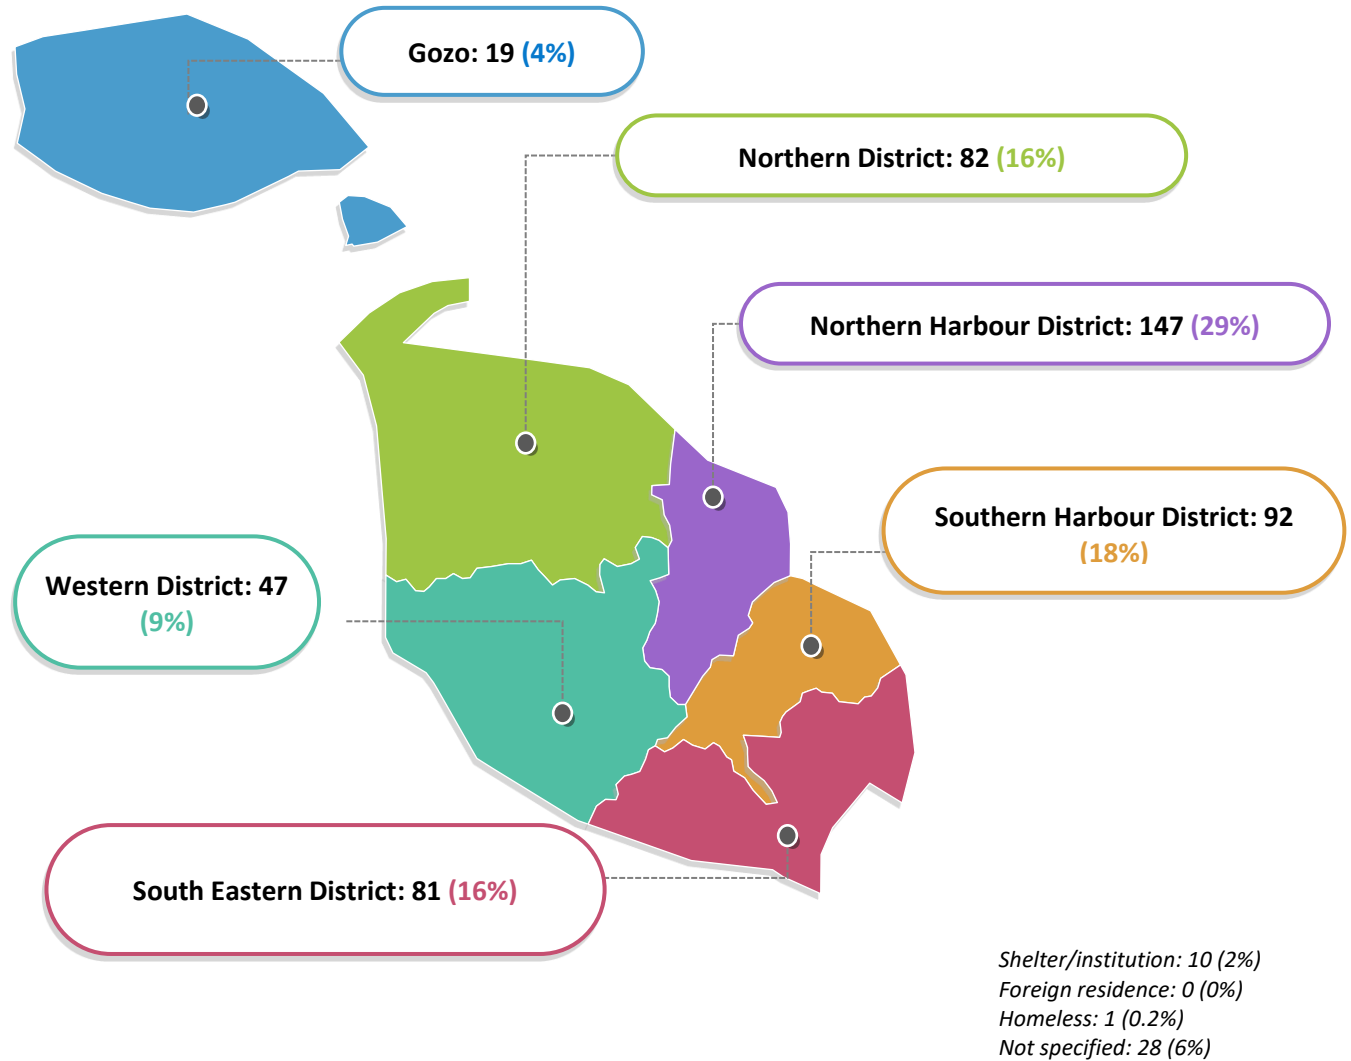 Gozo: 19 (4%)
Northern District: 82 (16%)
Northern Harbour District: 147 (29%)
Southern Harbour District: 92
(18%)
Western District: 47
(9%)
South Eastern District: 81 (16%)
Shelter/institution: 10 (2%)
Foreign residence: 0 (0%)
Homeless: 1 (0.2%)
Not specified: 28 (6%)